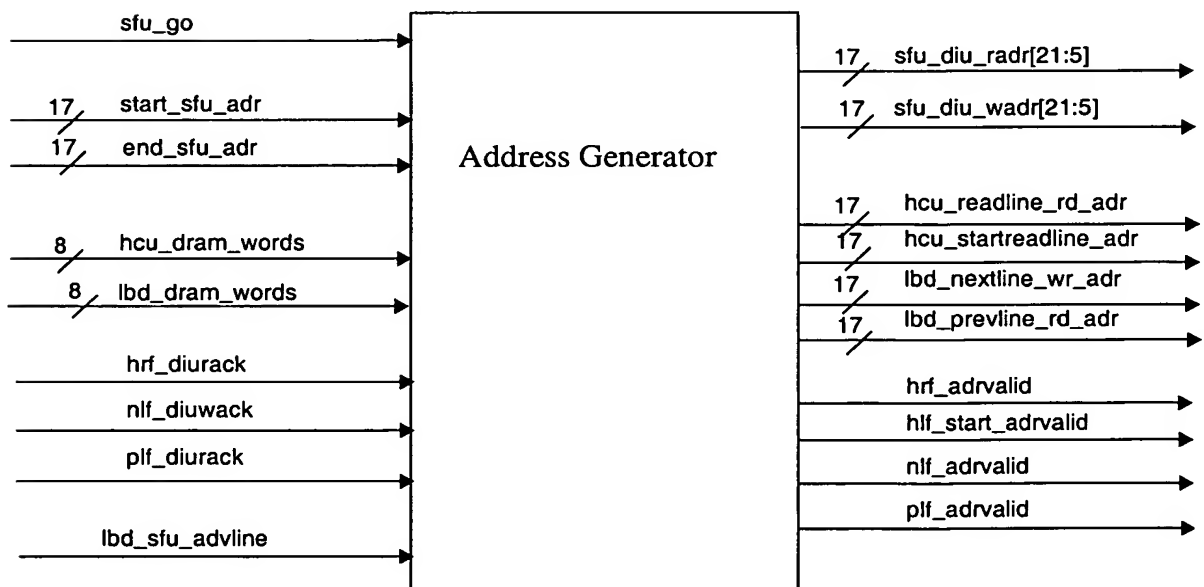 sfu_go
17 start_sfu_adr
17 end_sfu_adr
8 hcu_dram_words
8 lbd_dram_words
hrf_diurack
nlf_diuwack
plf_diurack
lbd_sfu_advline
Address Generator
17 sfu_diu_radr[21:5]
17 sfu_diu_wadr[21:5]
17 hcu_readline_rd_adr
17 hcu_startreadline_adr
17 lbd_nextline_wr_adr
17 lbd_prevline_rd_adr
hrf_adrvalid
hlf_start_adrvalid
nlf_adrvalid
plf_adrvalid